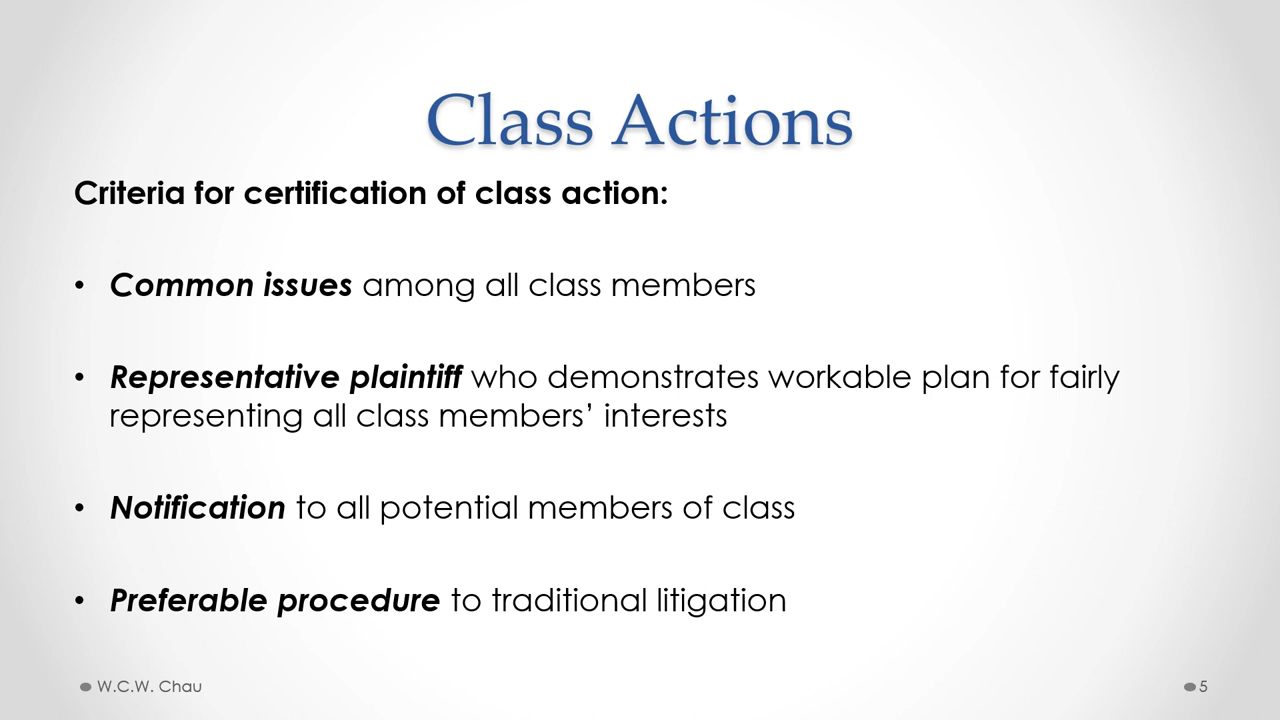 Class Actions
Criteria for certification of class action:
• Common issues among all class members
• Representative plaintiff who demonstrates workable plan for fairly
representing all class members’ interests
• Notification to all potential members of class
• Preferable procedure to traditional litigation
W.C.W. Chau
5